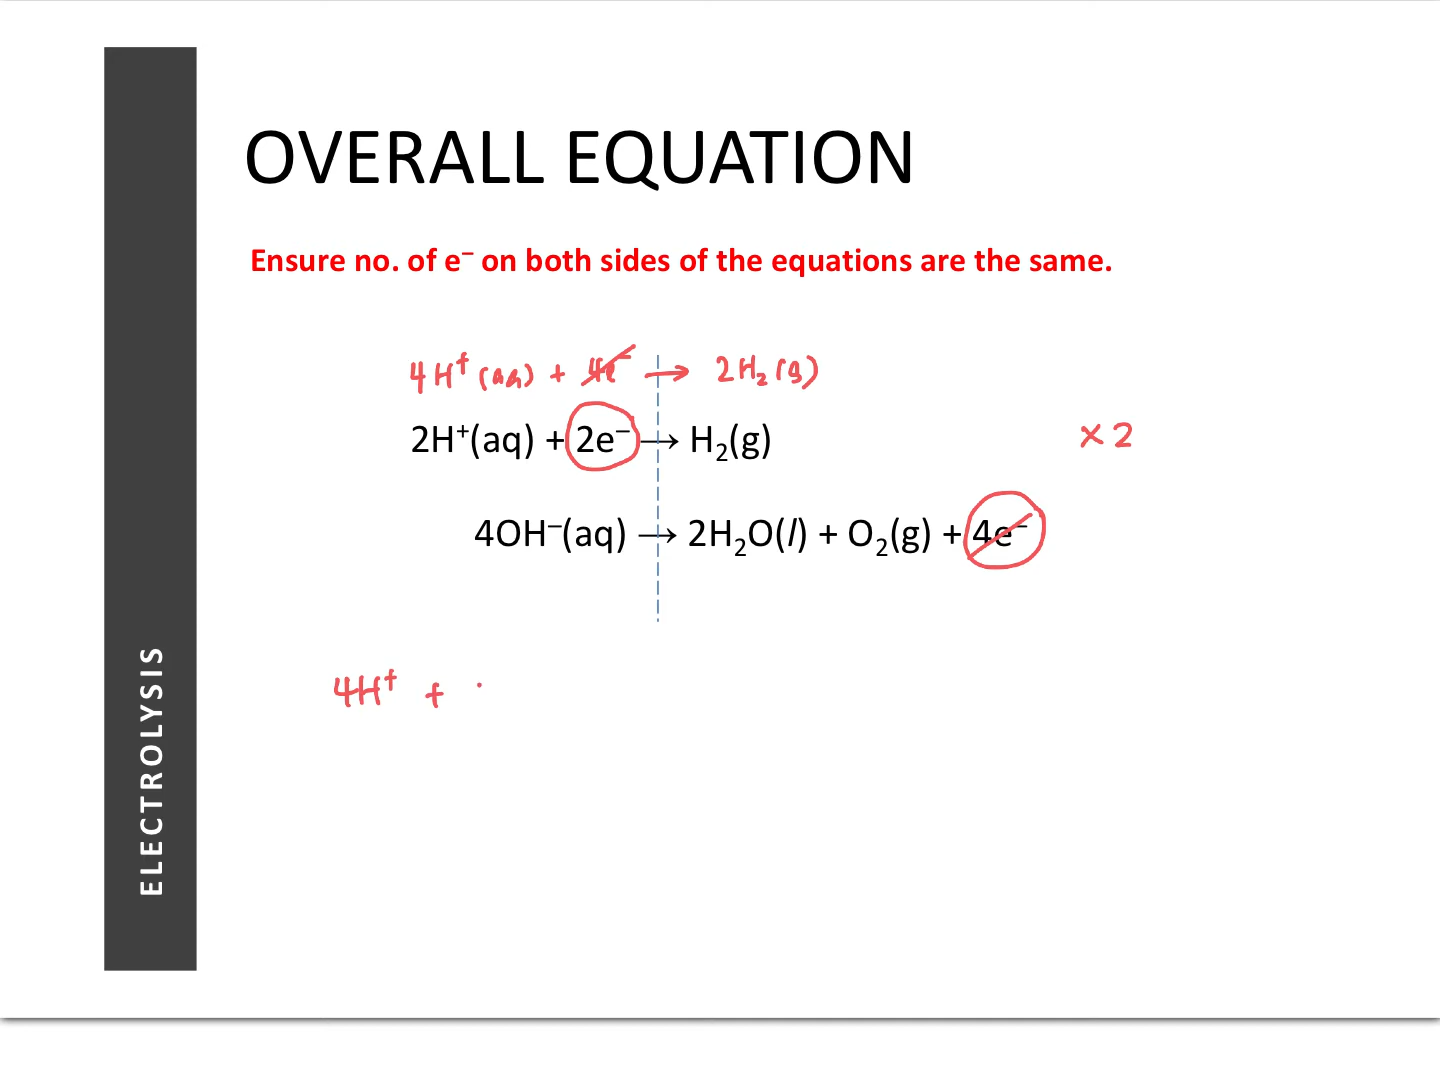 OVERALL EQUATION
Ensure no. of e⁻ on both sides of the equations are the same.
4H⁺(aq) + 4e⁻ → 2H₂(g)
2H⁺(aq) + 2e⁻ → H₂(g) ×2
4OH⁻(aq) → 2H₂O(l) + O₂(g) + 4e⁻
4H⁺ +
ELECTROLYSIS